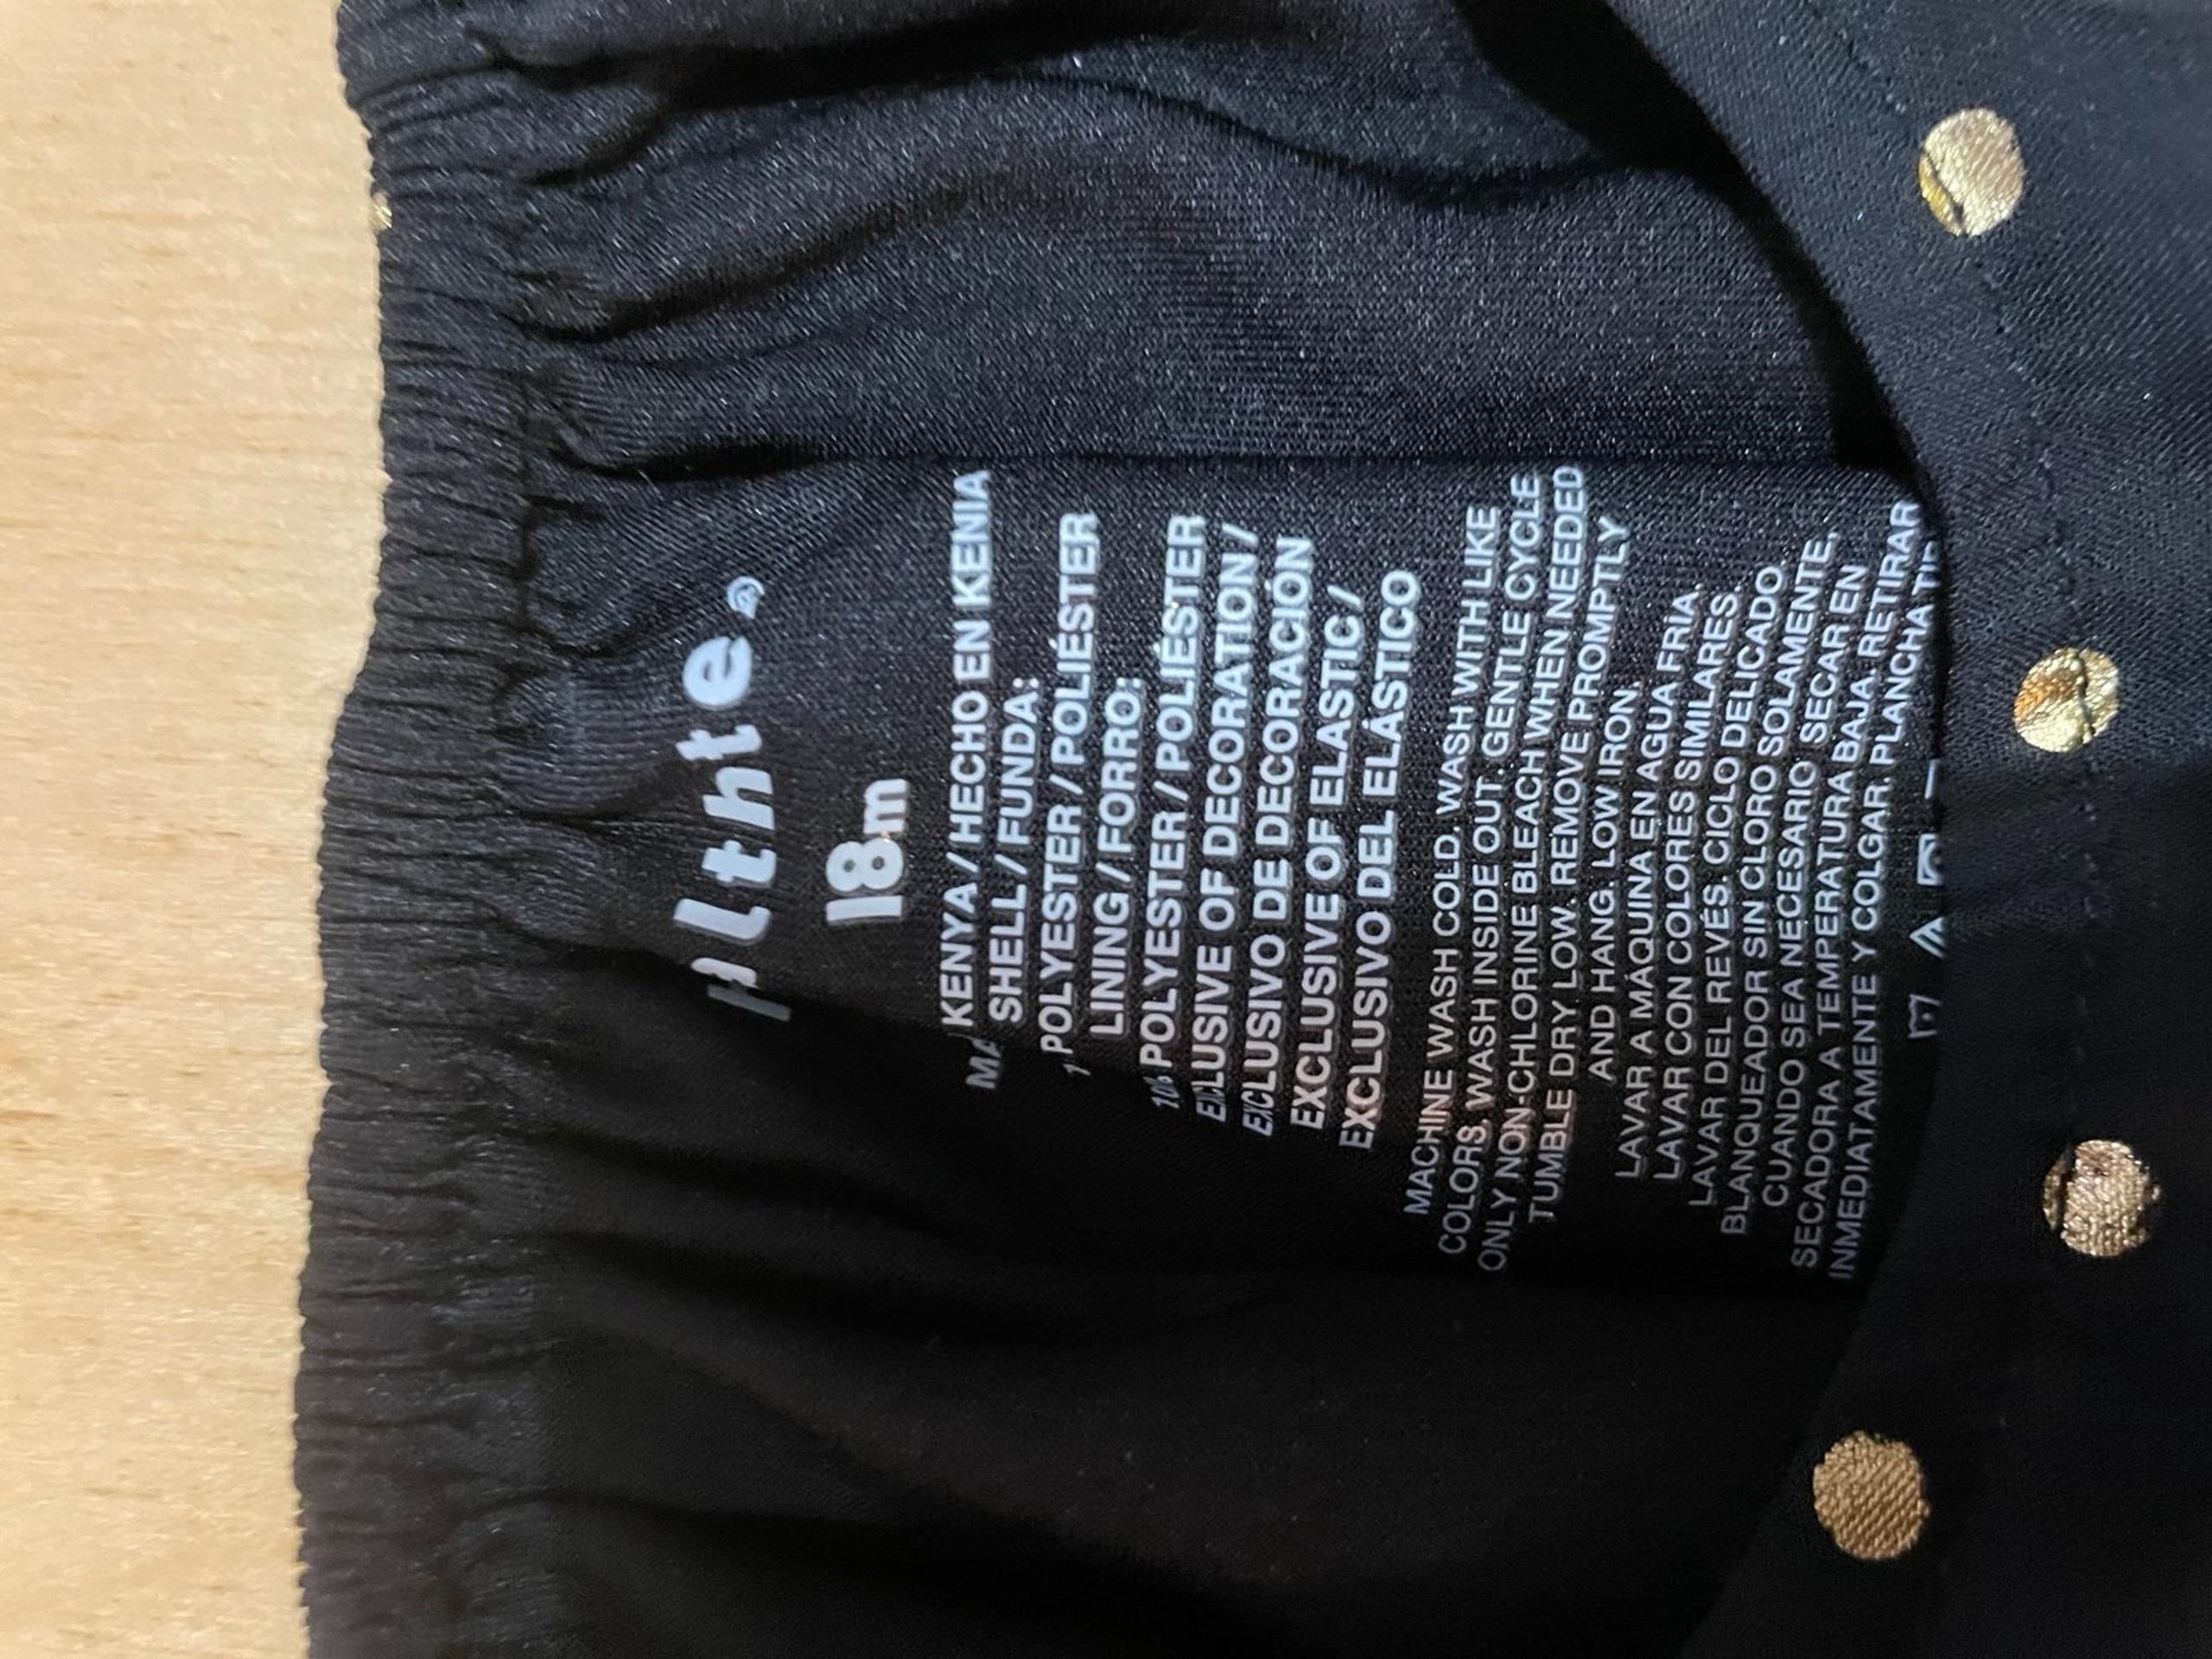 18m
KENYA / HECHO EN KENIA
SHELL / FUNDA:
POLYESTER / POLIÉSTER
LINING / FORRO:
POLYESTER / POLIÉSTER
EXCLUSIVE OF DECORATION /
EXCLUSIVO DE DECORACIÓN
EXCLUSIVE OF ELASTIC /
EXCLUSIVO DEL ELÁSTICO
MACHINE WASH COLD. WASH WITH LIKE
COLORS. WASH INSIDE OUT. GENTLE CYCLE
ONLY NON-CHLORINE BLEACH WHEN NEEDED
TUMBLE DRY LOW. REMOVE PROMPTLY
AND HANG. LOW IRON.
LAVAR A MÁQUINA EN AGUA FRÍA.
LAVAR CON COLORES SIMILARES.
LAVAR DEL REVÉS. CICLO DELICADO
BLANQUEADOR SIN CLORO SOLAMENTE,
CUANDO SEA NECESARIO SECAR EN
SECADORA A TEMPERATURA BAJA. RETIRAR
INMEDIATAMENTE Y COLGAR. PLANCHA